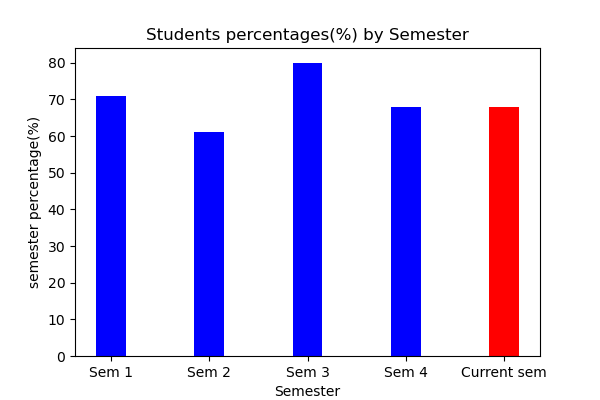 Students percentages(%) by Semester
80
70
60
50
40
30
20
10
0
semester percentage(%)
Sem 1 Sem 2 Sem 3 Sem 4 Current sem
Semester